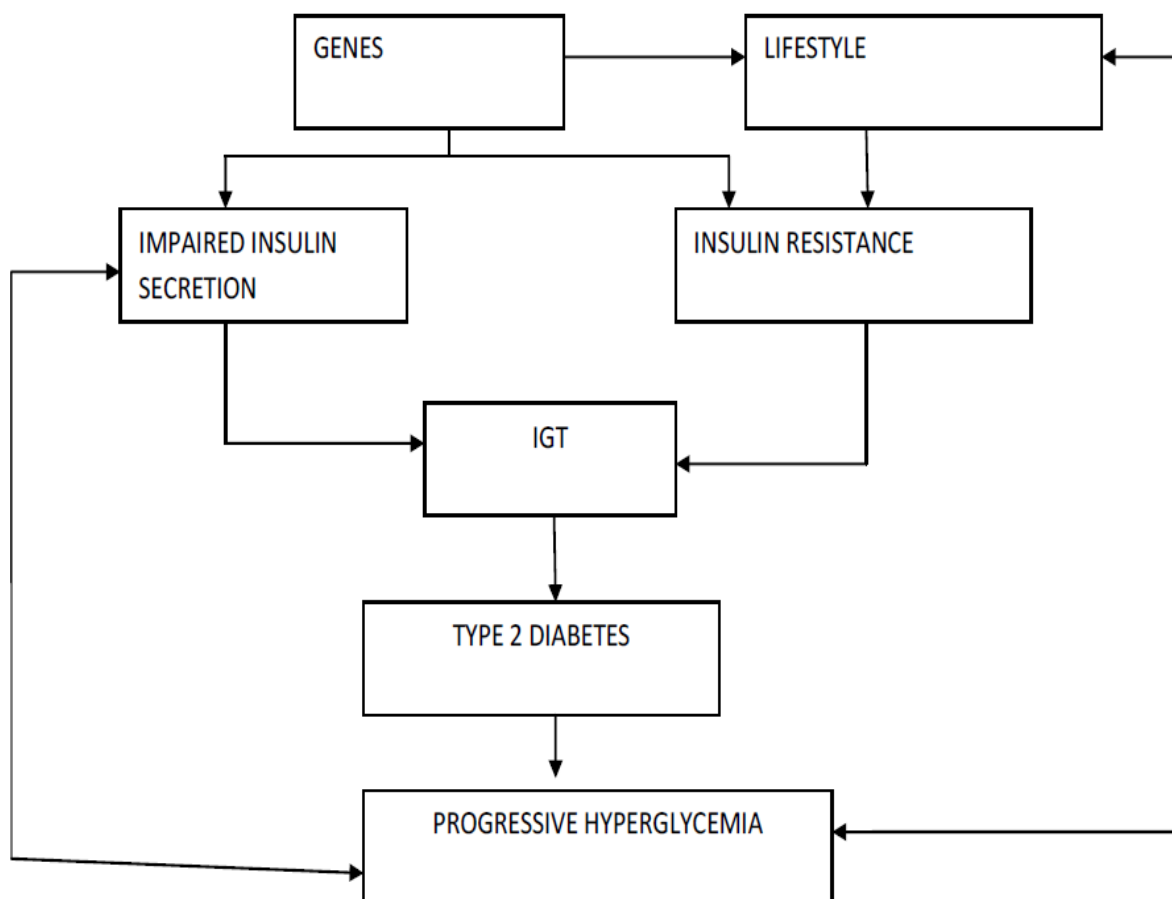 GENES
LIFESTYLE
IMPAIRED INSULIN
SECRETION
INSULIN RESISTANCE
IGT
TYPE 2 DIABETES
PROGRESSIVE HYPERGLYCEMIA